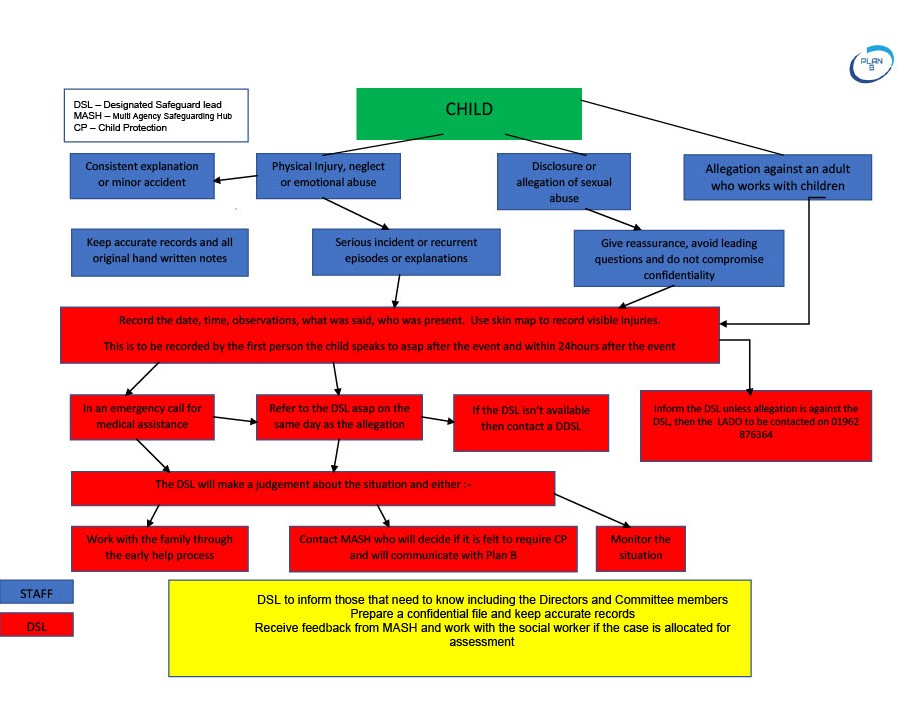 PLAN
B
DSL – Designated Safeguard lead
MASH – Multi Agency Safeguarding Hub
CP – Child Protection
CHILD
Consistent explanation
or minor accident
Physical Injury, neglect
or emotional abuse
Disclosure or
allegation of sexual
abuse
Allegation against an adult
who works with children
Keep accurate records and all
original hand written notes
Serious incident or recurrent
episodes or explanations
Give reassurance, avoid leading
questions and do not compromise
confidentiality
Record the date, time, observations, what was said, who was present.  Use skin map to record visible injuries.
This is to be recorded by the first person the child speaks to asap after the event and within 24hours after the event
In an emergency call for
medical assistance
Refer to the DSL asap on the
same day as the allegation
If the DSL isn't available
then contact a DDSL
Inform the DSL unless allegation is against the
DSL, then the  LADO to be contacted on 01962
876364
The DSL will make a judgement about the situation and either :-
Work with the family through
the early help process
Contact MASH who will decide if it is felt to require CP
and will communicate with Plan B
Monitor the
situation
STAFF
DSL
DSL to inform those that need to know including the Directors and Committee members
Prepare a confidential file and keep accurate records
Receive feedback from MASH and work with the social worker if the case is allocated for
assessment